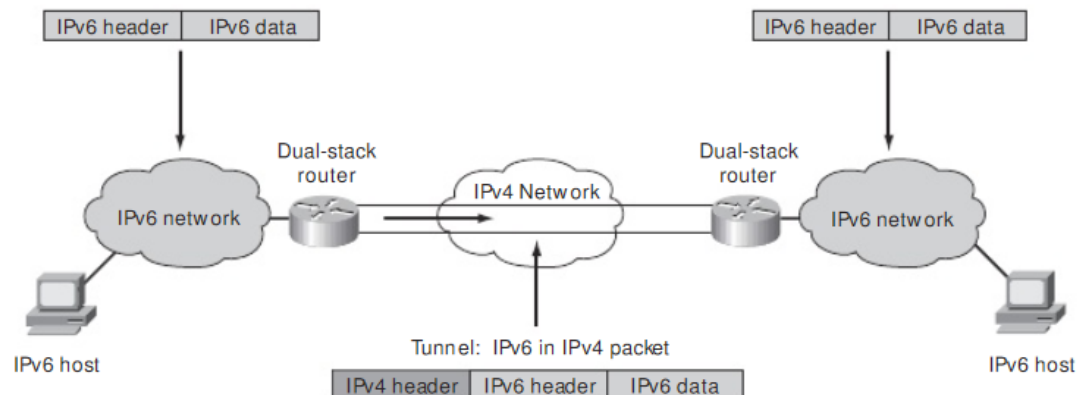 IPv6 header IPv6 data
IPv6 header IPv6 data
Dual-stack
router
Dual-stack
router
IPv4 Network
IPv6 network
IPv6 network
Tunnel: IPv6 in IPv4 packet
IPv6 host
IPv6 host
IPv4 header IPv6 header IPv6 data